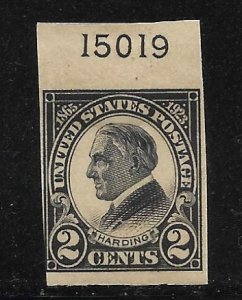 15019
UNITED STATES POSTAGE
1865 1923
HARDING
2 CENTS 2